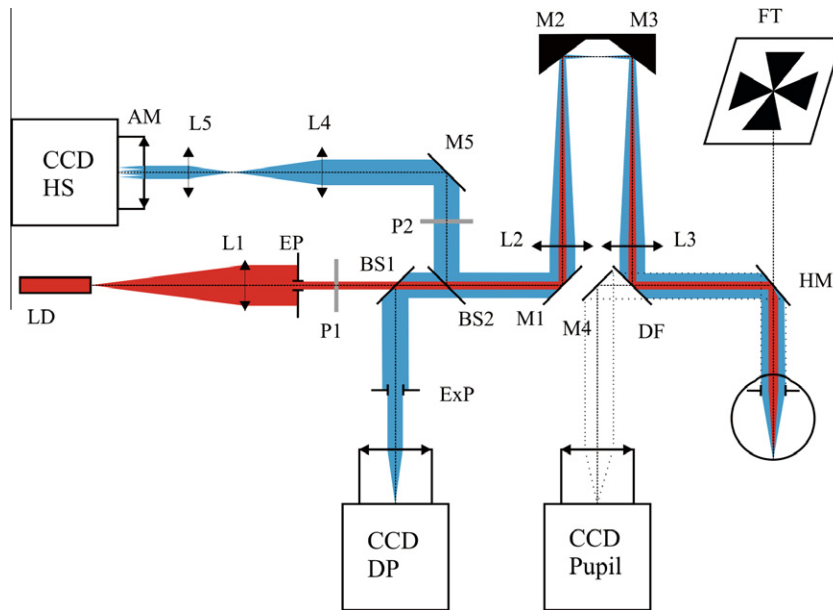 M2
M3
FT
AM
L5
L4
M5
CCD
HS
P2
L1
EP
L2
L3
BS1
HM
LD
P1
BS2
M1
M4
DF
ExP
CCD
DP
CCD
Pupil